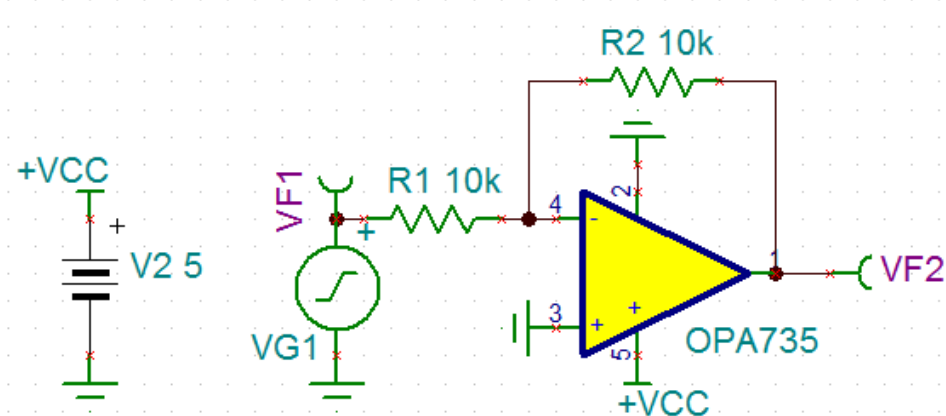 R2 10k
+VCC
VF1
R1 10k
2
4
+
-
+
V2 5
1
VF2
3
+
+
VG1
5
OPA735
+VCC